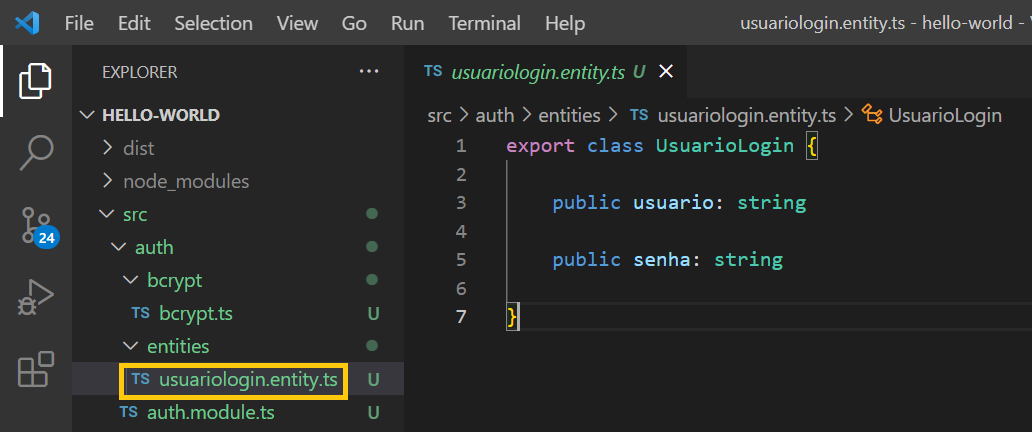 File Edit Selection View Go Run Terminal Help usuariologin.entity.ts - hello-world -
EXPLORER ···
HELLO-WORLD
dist
node_modules
src
auth
bcrypt
TS bcrypt.ts U
entities
TS usuariologin.entity.ts U
TS auth.module.ts U
24
TS usuariologin.entity.ts U
src > auth > entities > TS usuariologin.entity.ts > UsuarioLogin
1 export class UsuarioLogin {
2
3 public usuario: string
4
5 public senha: string
6
7 }